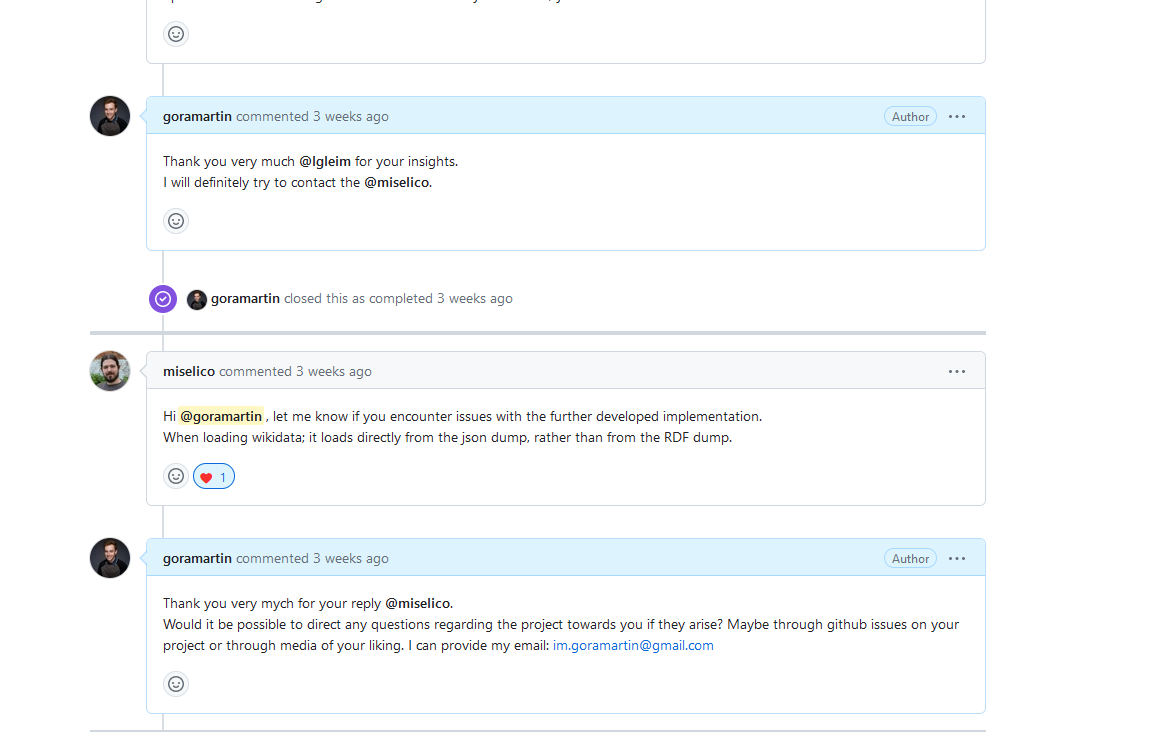 goramartin commented 3 weeks ago
Author
Thank you very much @lgleim for your insights.
I will definitely try to contact the @miselico.
goramartin closed this as completed 3 weeks ago
miselico commented 3 weeks ago
Hi @goramartin , let me know if you encounter issues with the further developed implementation.
When loading wikidata; it loads directly from the json dump, rather than from the RDF dump.
1
goramartin commented 3 weeks ago
Author
Thank you very mych for your reply @miselico.
Would it be possible to direct any questions regarding the project towards you if they arise? Maybe through github issues on your
project or through media of your liking. I can provide my email: im.goramartin@gmail.com